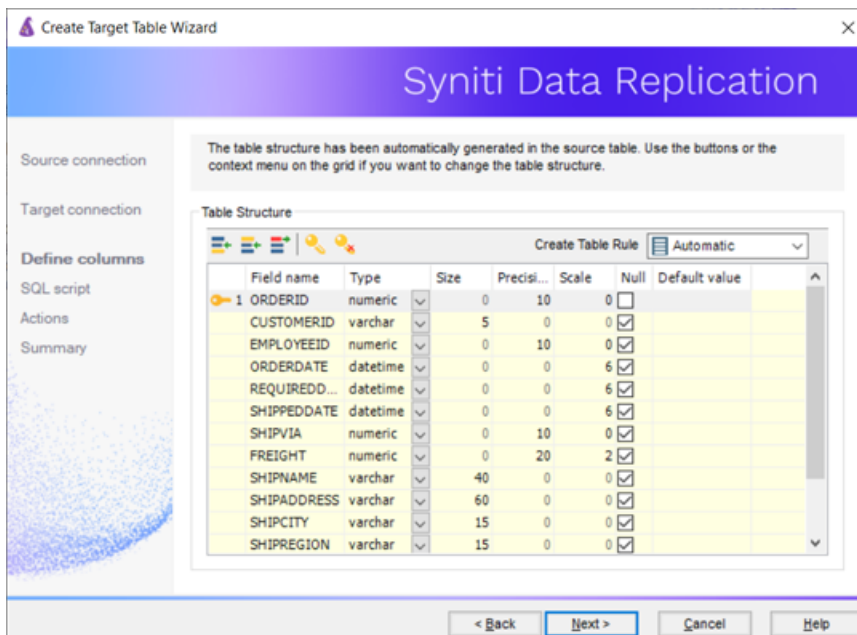 Create Target Table Wizard
Syniti Data Replication
Source connection
Target connection
Define columns
SQL script
Actions
Summary
The table structure has been automatically generated in the source table. Use the buttons or the
context menu on the grid if you want to change the table structure.
Table Structure
Create Table Rule Automatic
Field name Type Size Precisi... Scale Null Default value
1 ORDERID numeric 0 10 0
CUSTOMERID varchar 5 0 0
EMPLOYEEID numeric 0 10 0
ORDERDATE datetime 0 0 6
REQUIREDD... datetime 0 0 6
SHIPPEDDATE datetime 0 0 6
SHIPVIA numeric 0 10 0
FREIGHT numeric 0 20 2
SHIPNAME varchar 40 0 0
SHIPADDRESS varchar 60 0 0
SHIPCITY varchar 15 0 0
SHIPREGION varchar 15 0 0
< Back Next > Cancel Help